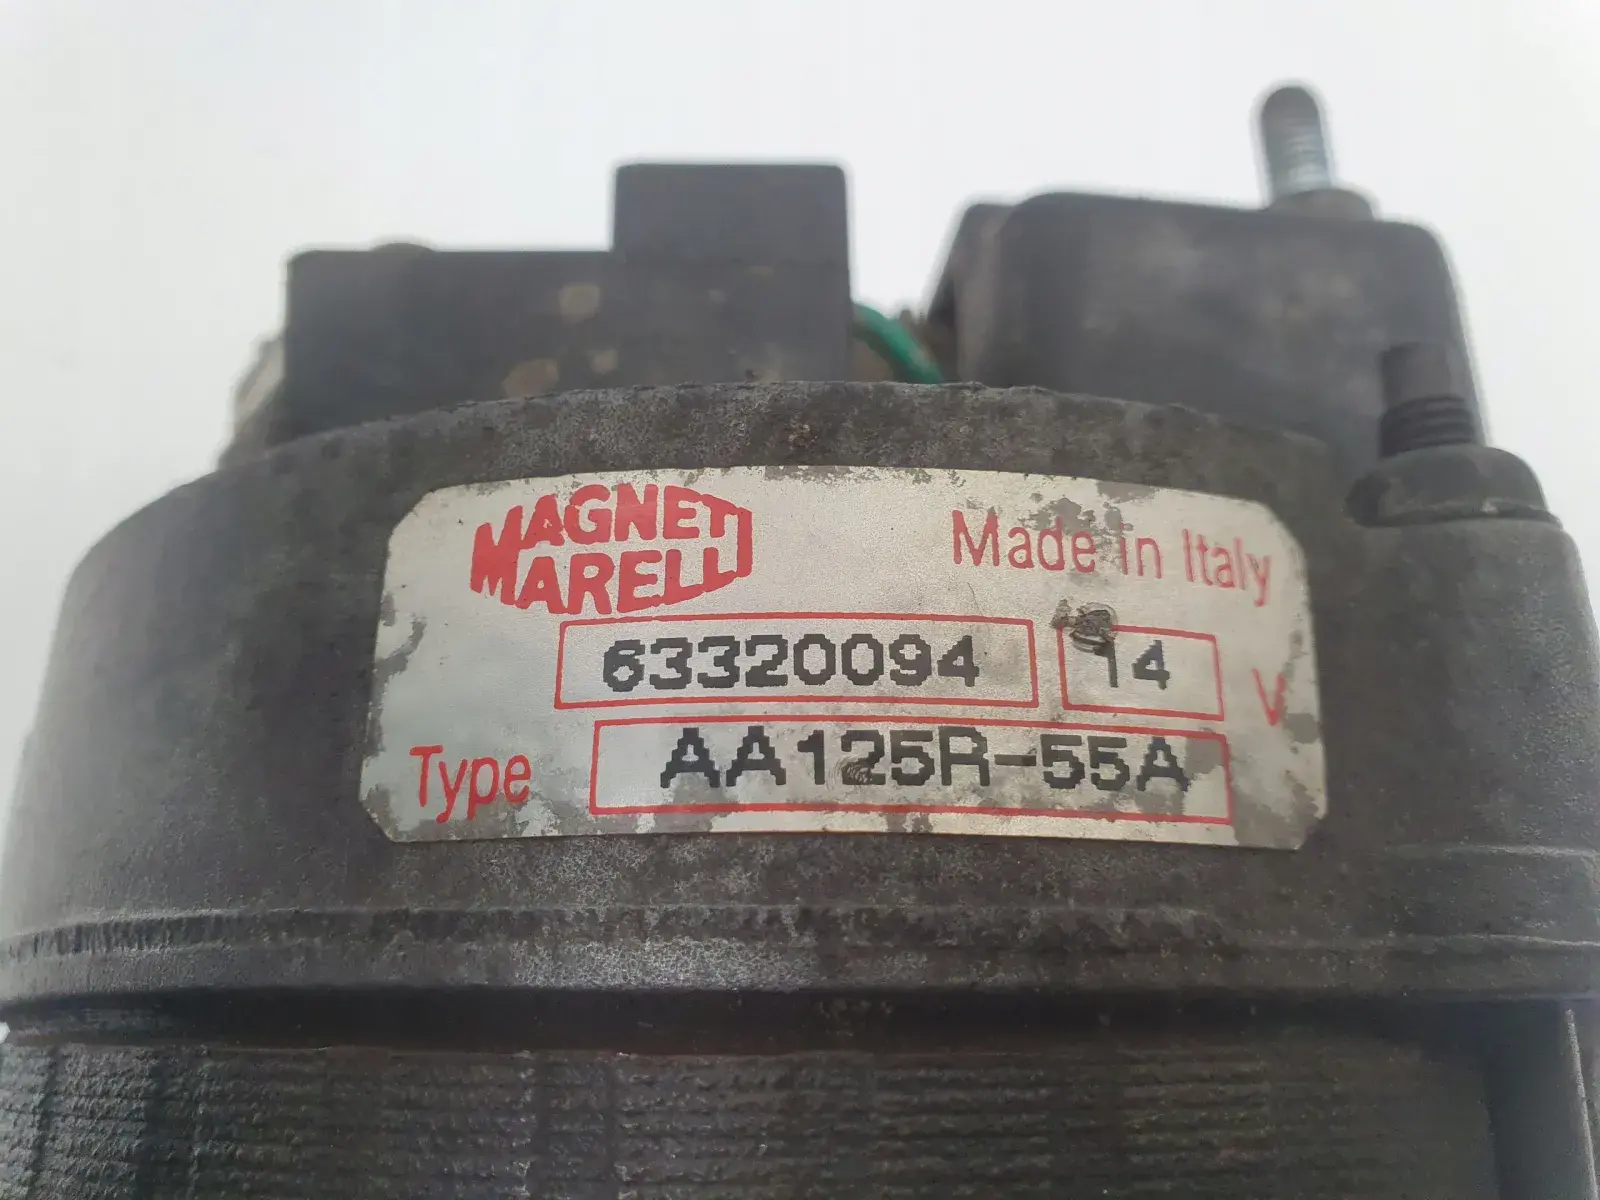 MAGNETI
MARELLI
Made in Italy
63320094 14 V
Type AA125R-55A